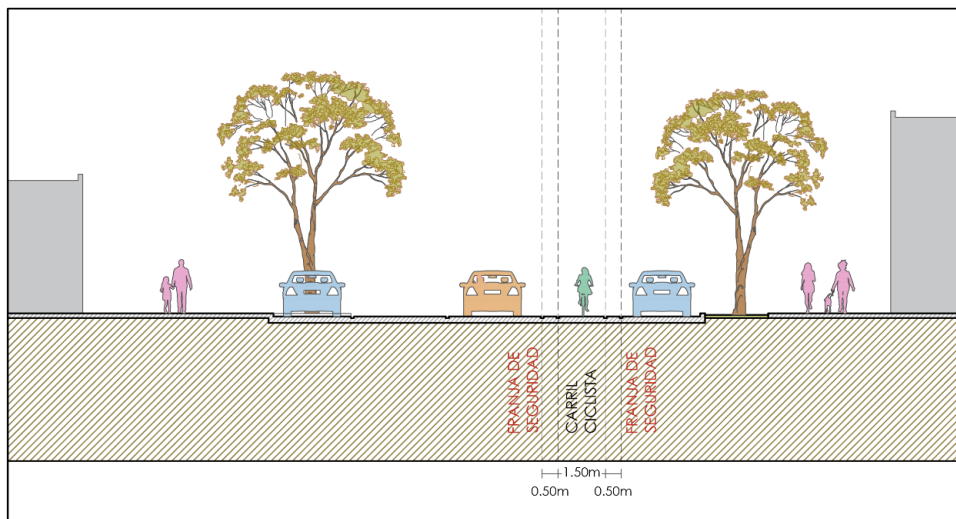 FRANJA DE
SEGURIDAD
CARRIL
CICLISTA
FRANJA DE
SEGURIDAD
1.50m
0.50m
0.50m